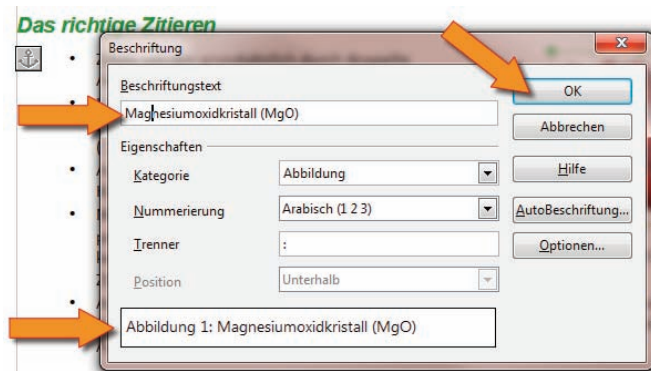 Das richtige Zitieren
Beschriftung
x
Beschriftungstext
Magnesiumoxidkristall (MgO)
OK
Abbrechen
Eigenschaften
Hilfe
Kategorie
Abbildung
Nummerierung
Arabisch (1 2 3)
AutoBeschriftung...
Trenner
:
Optionen...
Position
Unterhalb
Abbildung 1: Magnesiumoxidkristall (MgO)